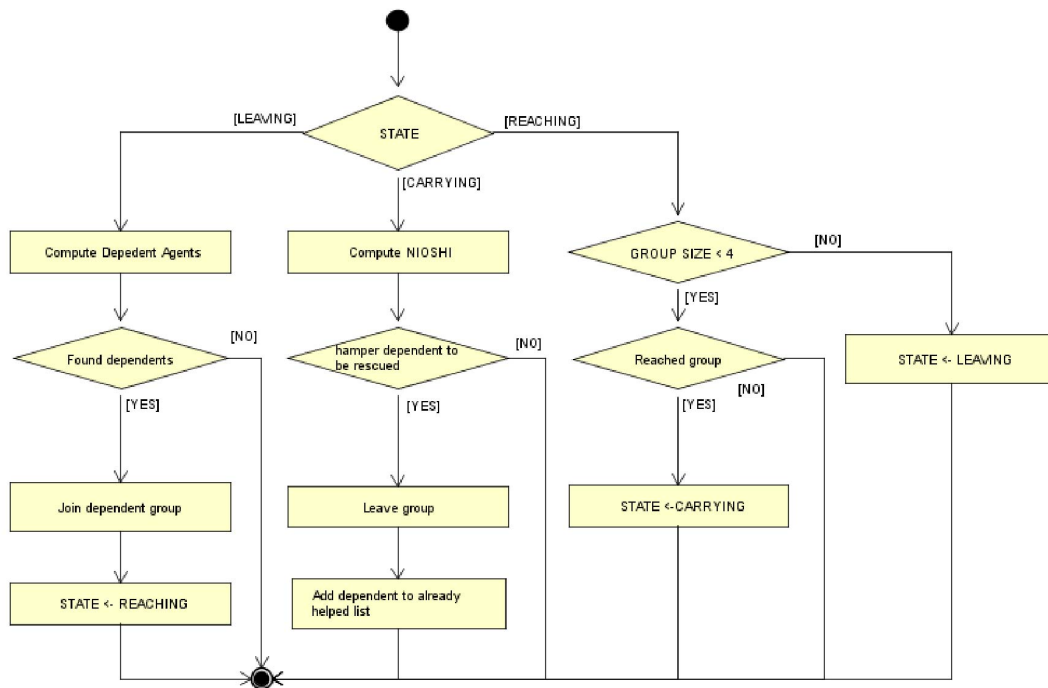 [LEAVING]
STATE
[REACHING]
[CARRYING]
Compute Depedent Agents
Compute NIOSHI
GROUP SIZE < 4
[NO]
[YES]
Found dependents
[NO]
hamper dependent to
be rescued
[NO]
Reached group
STATE <- LEAVING
[YES]
[YES]
[YES]
[NO]
Join dependent group
Leave group
STATE <-CARRYING
STATE <- REACHING
Add dependent to already
helped list